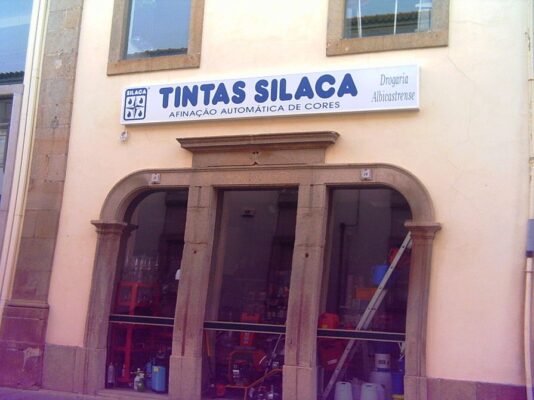 SILACA
TINTAS SILACA
AFINAÇÃO AUTOMÁTICA DE CORES
Drogaria
Albicastrense